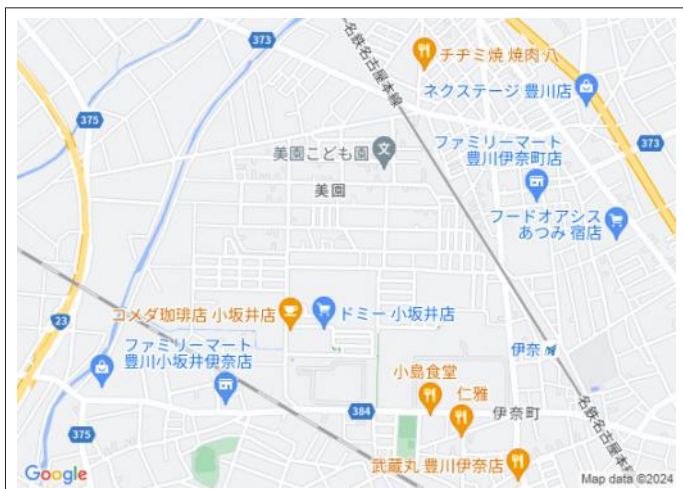 373
名鉄名古屋本線
チヂミ焼 焼肉 八
ネクステージ 豊川店
375
美園こども園
ファミリーマート
豊川伊奈町店
373
美園
フードオアシス
あつみ 宿店
コメダ珈琲店 小坂井店
ドミー 小坂井店
23
ファミリーマート
豊川小坂井伊奈店
伊奈
小島食堂
仁雅
384
伊奈町
名鉄名古屋本線
375
武蔵丸 豊川伊奈店
Google
Map data ©2024